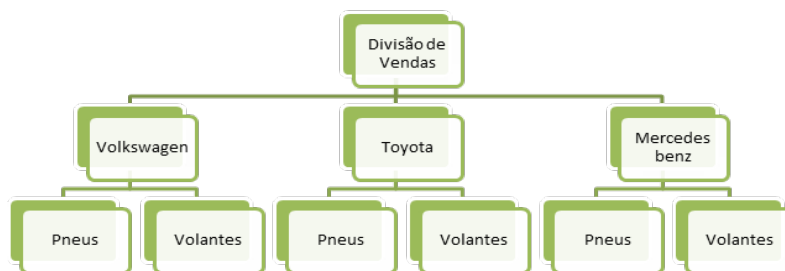 Divisão de
Vendas
Volkswagen
Toyota
Mercedes
benz
Pneus
Volantes
Pneus
Volantes
Pneus
Volantes